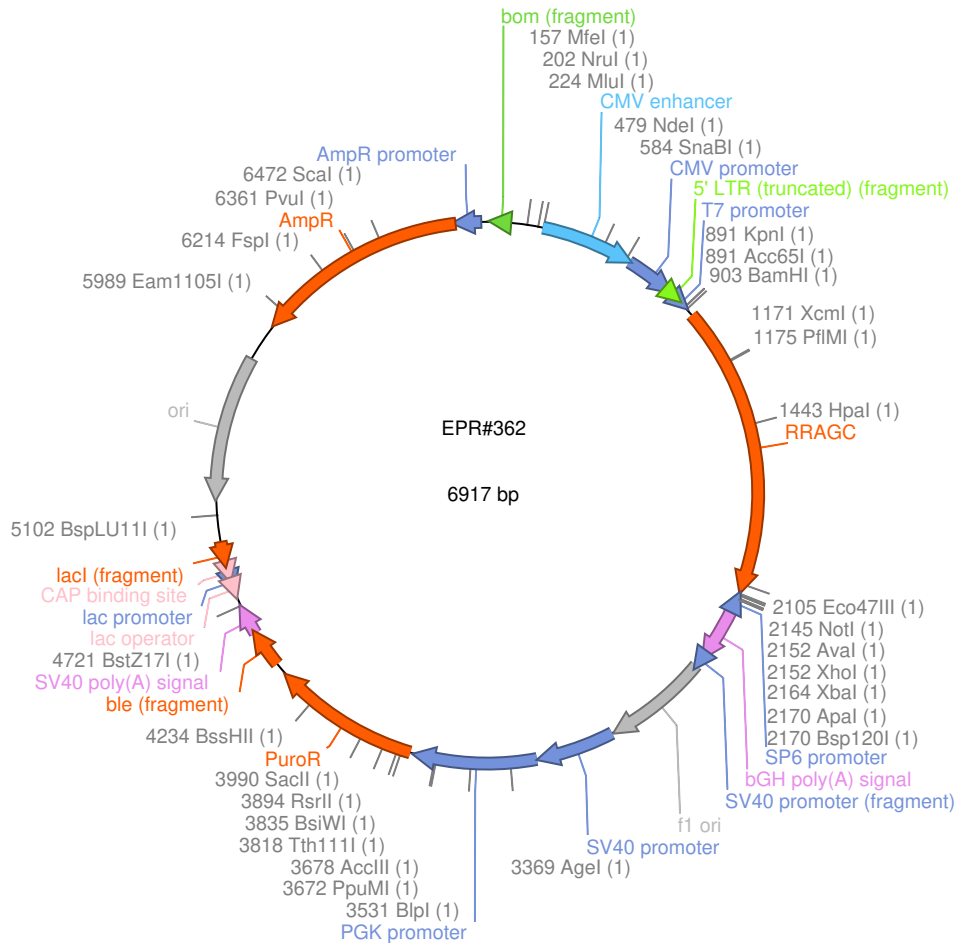 bom (fragment)
157 MfeI (1)
202 NruI (1)
224 MluI (1)
CMV enhancer
479 NdeI (1)
584 SnaBI (1)
CMV promoter
5' LTR (truncated) (fragment)
T7 promoter
891 KpnI (1)
891 Acc65I (1)
903 BamHI (1)
1171 XcmI (1)
1175 PflMI (1)
1443 HpaI (1)
RRAGC
2105 Eco47III (1)
2145 NotI (1)
2152 AvaI (1)
2152 XhoI (1)
2164 XbaI (1)
2170 ApaI (1)
2170 Bsp120I (1)
SP6 promoter
bGH poly(A) signal
SV40 promoter (fragment)
f1 ori
SV40 promoter
3369 AgeI (1)
PGK promoter
3531 BlpI (1)
3672 PpuMI (1)
3678 AccIII (1)
3818 Tth111I (1)
3835 BsiWI (1)
3894 RsrII (1)
3990 SacII (1)
PuroR
4234 BssHII (1)
ble (fragment)
SV40 poly(A) signal
4721 BstZ17I (1)
lac operator
lac promoter
CAP binding site
lacI (fragment)
5102 BspLU11I (1)
ori
5989 Eam1105I (1)
6214 FspI (1)
AmpR
6361 PvuI (1)
6472 ScaI (1)
AmpR promoter
EPR#362
6917 bp